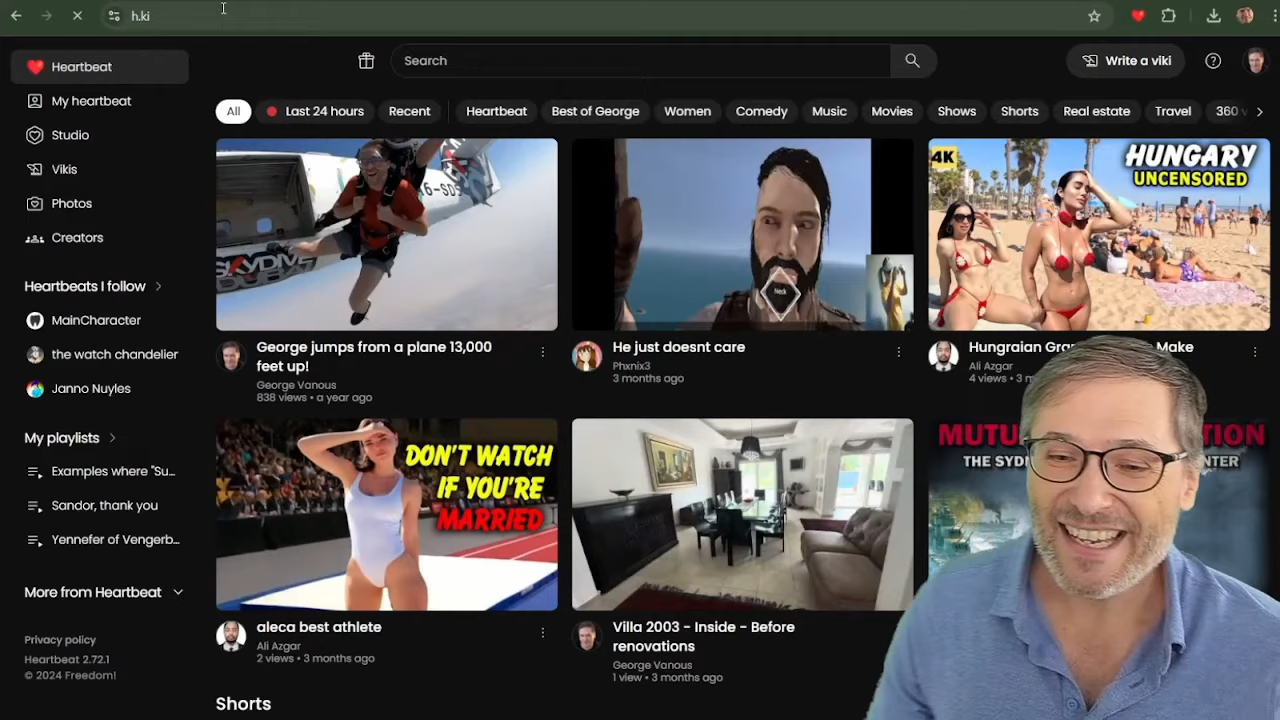 h.ki
Heartbeat
Search
Write a viki
My heartbeat
Studio
Vikis
Photos
Creators
Heartbeats I follow
MainCharacter
the watch chandelier
Janno Nuyles
My playlists
Examples where "Su...
Sandor, thank you
Yennefer of Vengerb...
More from Heartbeat
Privacy policy
Heartbeat 2.72.1
© 2024 Freedom!
All
Last 24 hours
Recent
Heartbeat
Best of George
Women
Comedy
Music
Movies
Shows
Shorts
Real estate
Travel
360
SKYDIVE
DUBAI
George jumps from a plane 13,000
feet up!
George Vanous
838 views • a year ago
Neck
He just doesnt care
Phxnix3
3 months ago
4K
HUNGARY
UNCENSORED
Hungraian Make
Ali Azgar
4 views • 3
DON'T WATCH
IF YOU'RE
MARRIED
aleca best athlete
Ali Azgar
2 views • 3 months ago
Villa 2003 - Inside - Before
renovations
George Vanous
1 view • 3 months ago
THE
Shorts